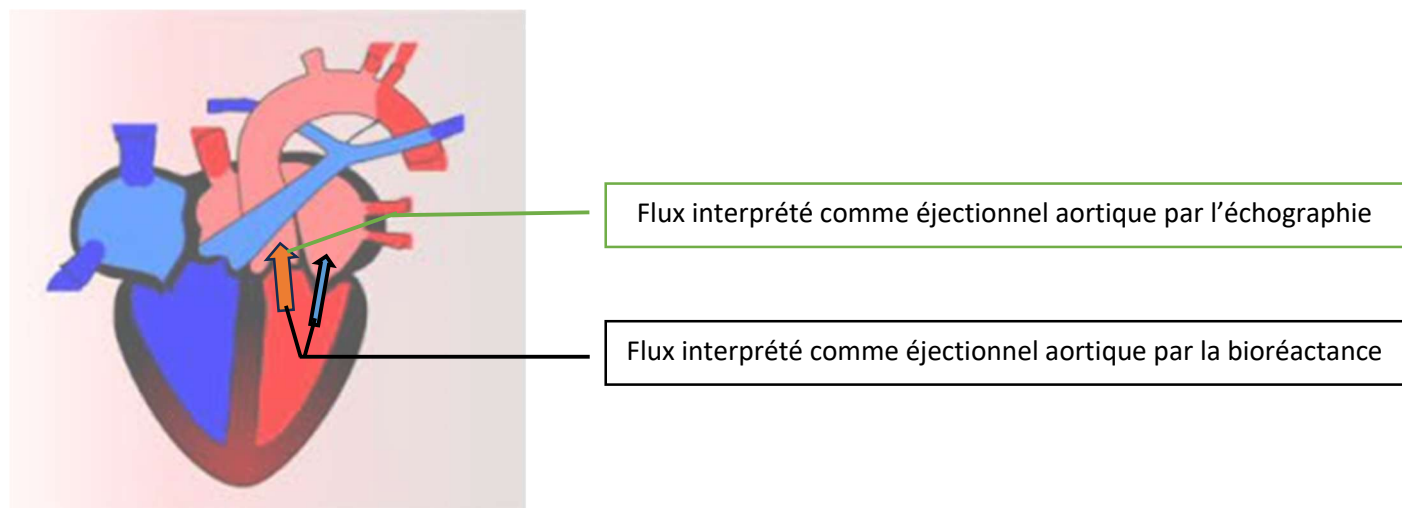 Flux interprété comme éjectionnel aortique par l’échographie
Flux interprété comme éjectionnel aortique par la bioréactance